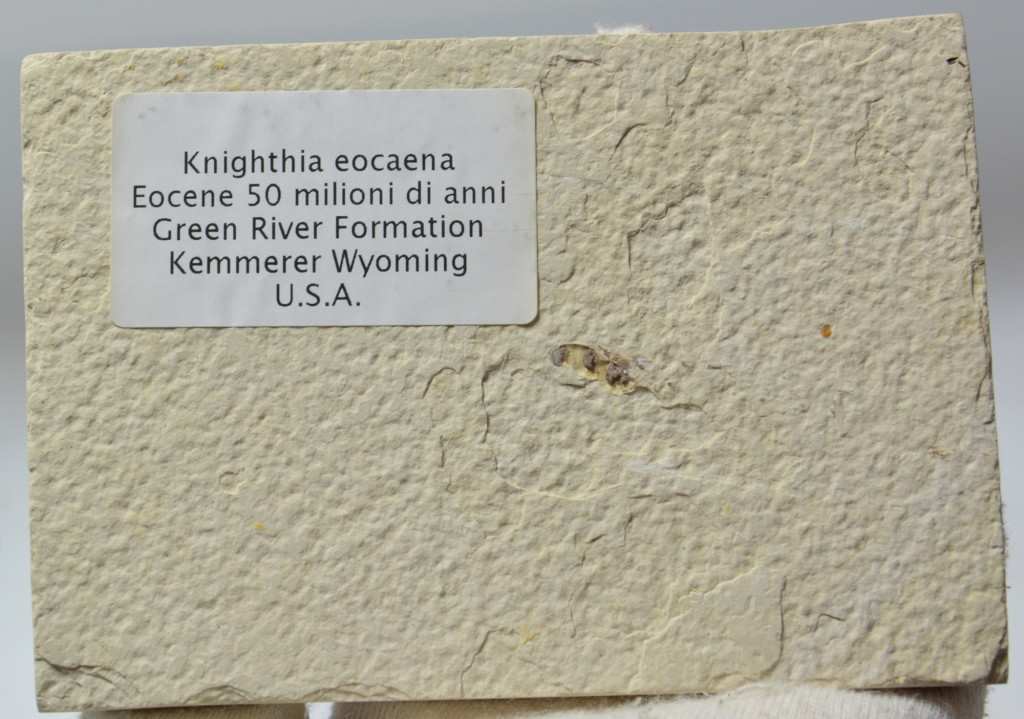 Knighthia eocaena
Eocene 50 milioni di anni
Green River Formation
Kemmerer Wyoming
U.S.A.